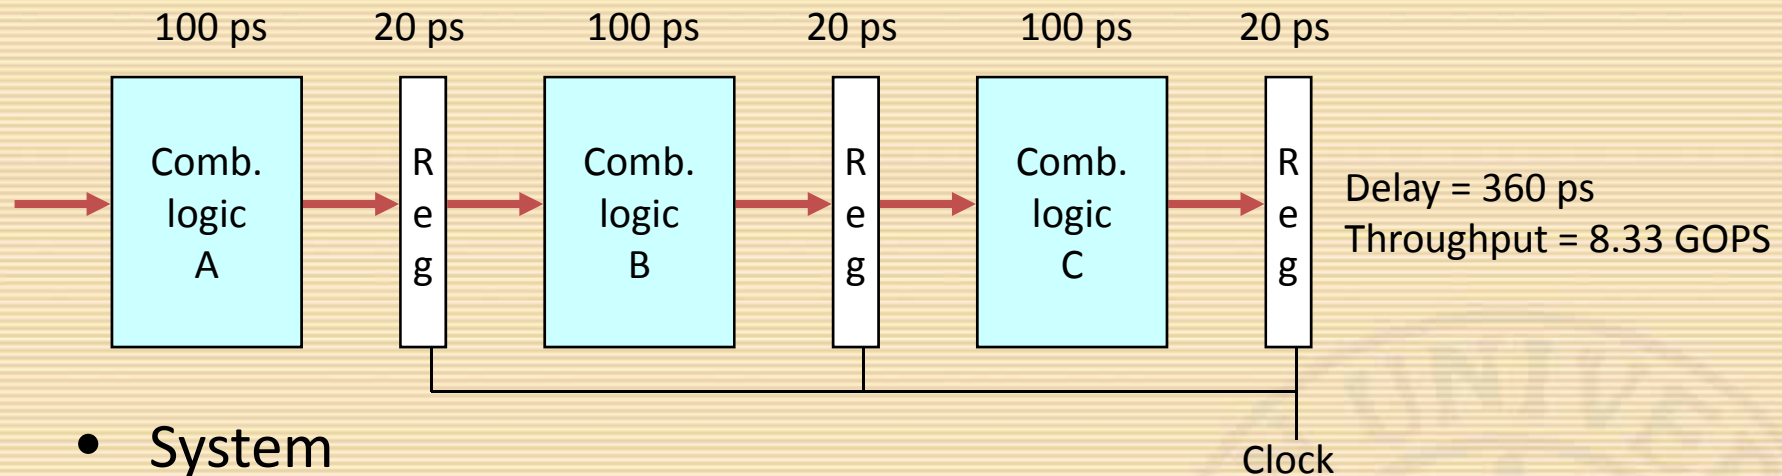 100 ps 20 ps 100 ps 20 ps 100 ps 20 ps
Comb.
logic
A
R
e
g
Comb.
logic
B
R
e
g
Comb.
logic
C
R
e
g
Delay = 360 ps
Throughput = 8.33 GOPS
Clock
• System